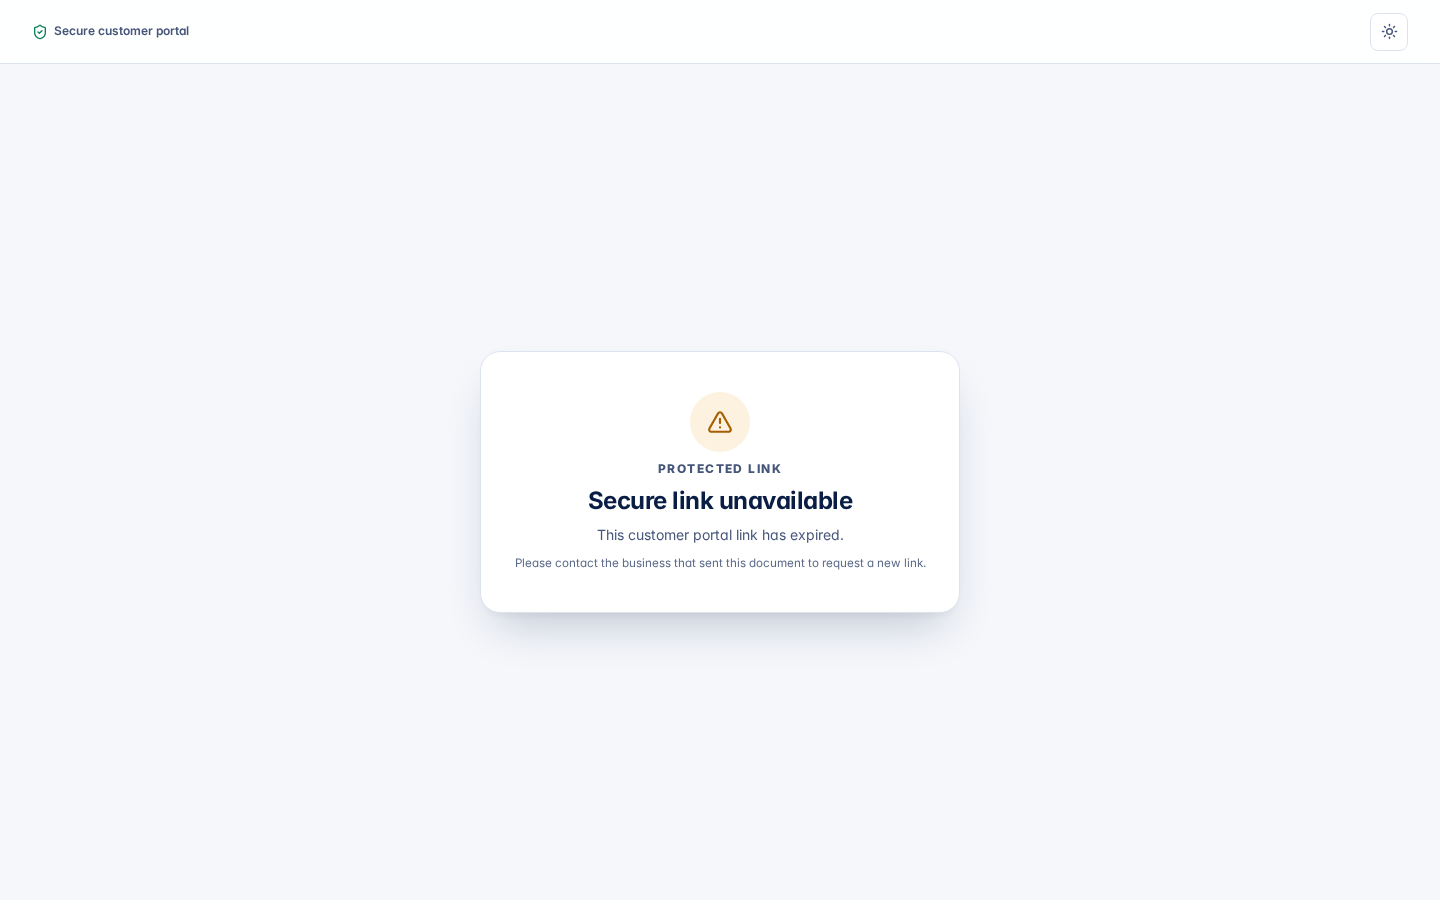 Secure customer portal
PROTECTED LINK
Secure link unavailable
This customer portal link has expired.
Please contact the business that sent this document to request a new link.